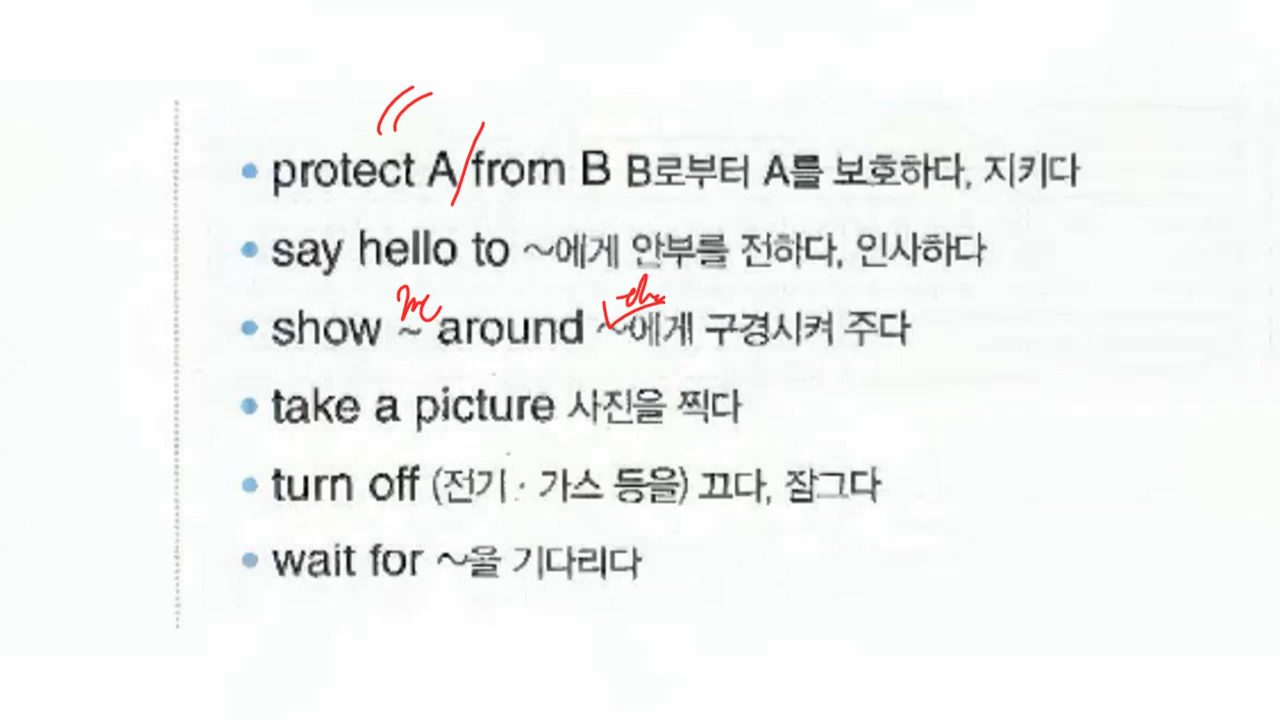 protect A from B B로부터 A를 보호하다, 지키다
say hello to ~에게 안부를 전하다, 인사하다
me
show ~ around ~에게 구경시켜 주다
take a picture 사진을 찍다
turn off (전기· 가스 등을) 끄다, 잠그다
wait for ~을 기다리다